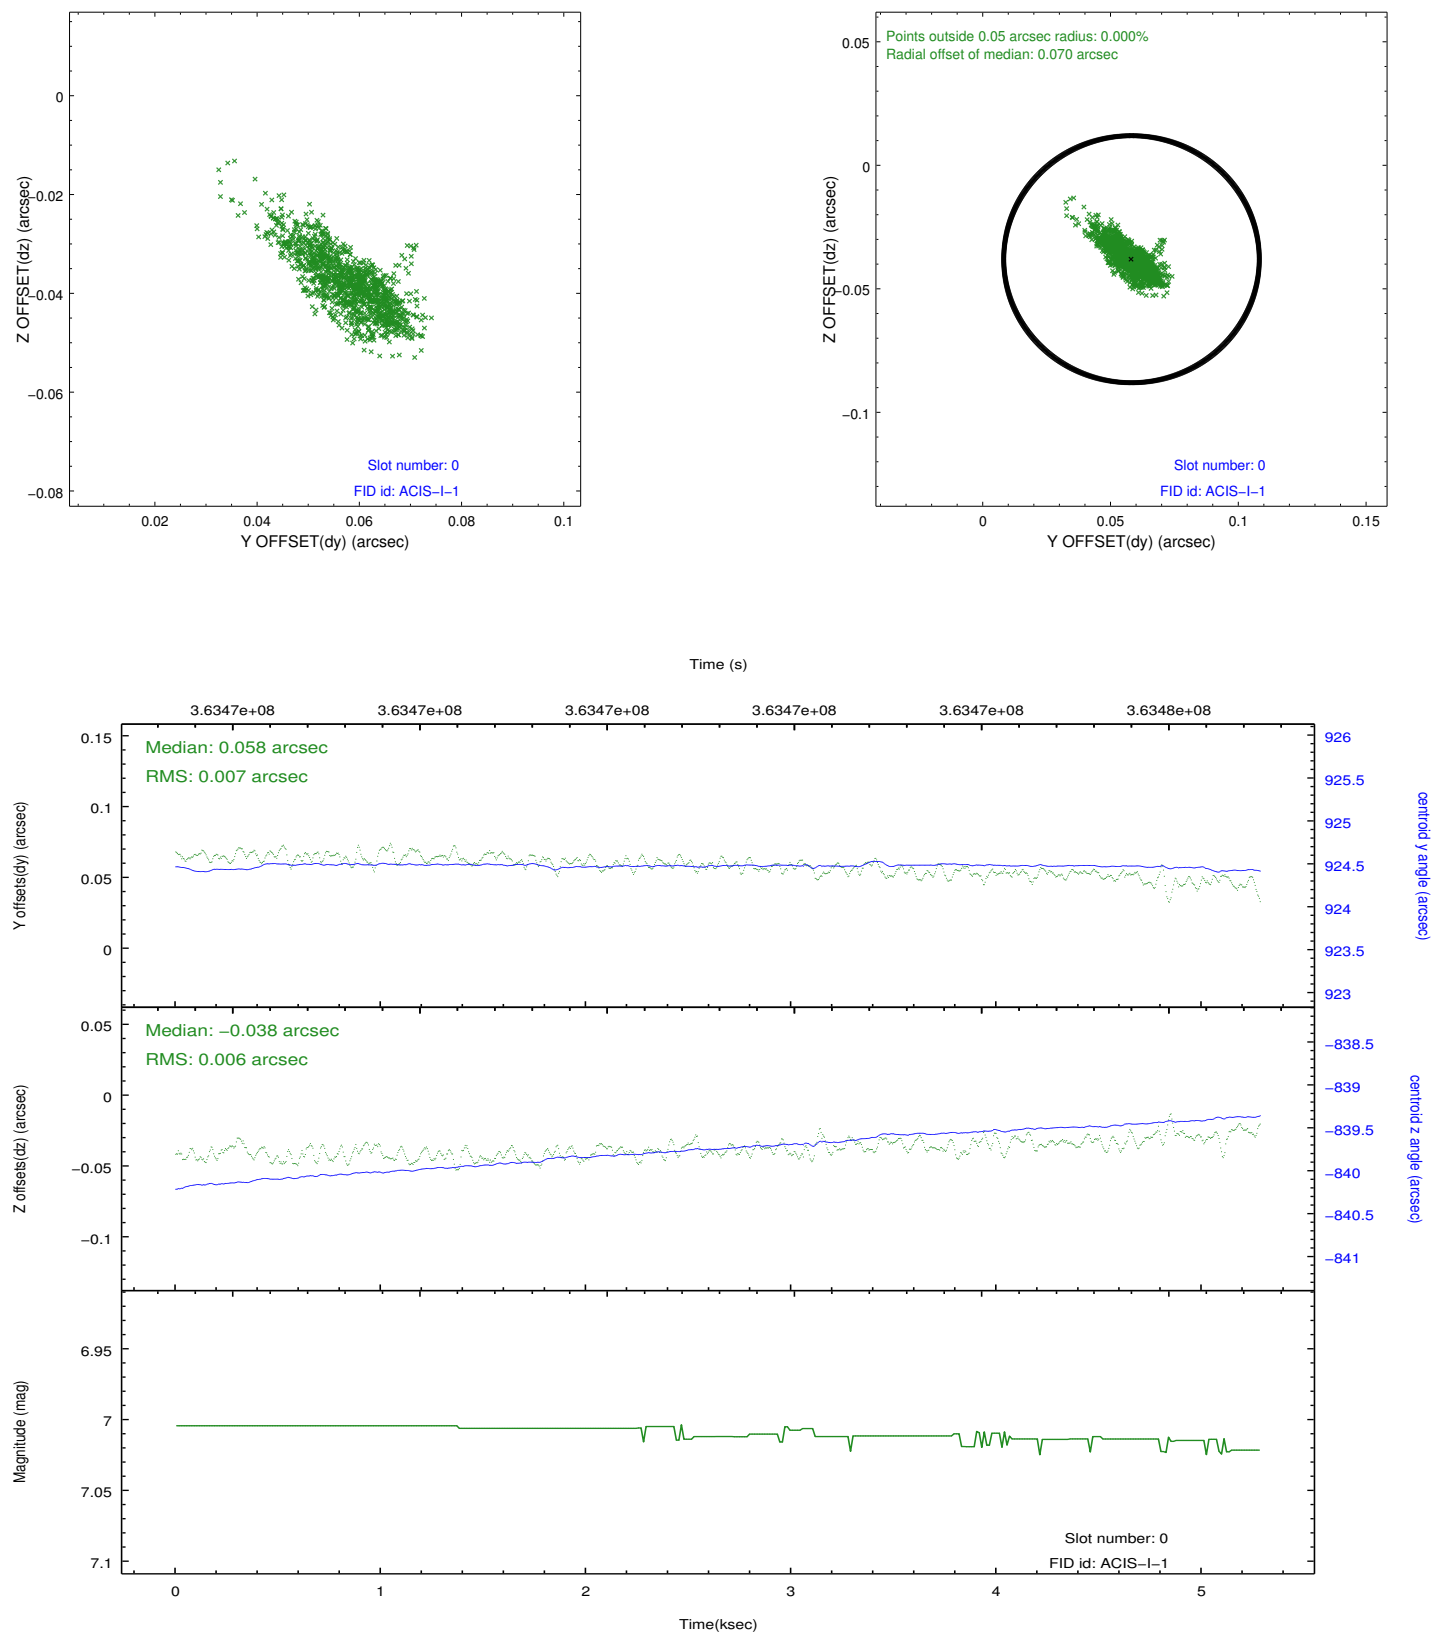 0
−0.02
−0.04
−0.06
−0.08
Z OFFSET(dz) (arcsec)
0.02 0.04 0.06 0.08 0.1
Y OFFSET(dy) (arcsec)
Slot number: 0
FID id: ACIS−I−1
Points outside 0.05 arcsec radius: 0.000%
Radial offset of median: 0.070 arcsec
0.05
0
−0.05
−0.1
Z OFFSET(dz) (arcsec)
0 0.05 0.1 0.15
Y OFFSET(dy) (arcsec)
Slot number: 0
FID id: ACIS−I−1
Time (s)
3.6347e+08 3.6347e+08 3.6347e+08 3.6347e+08 3.6347e+08 3.6348e+08
Median: 0.058 arcsec
RMS: 0.007 arcsec
0.15
0.1
0.05
0
Y offsets(dy) (arcsec)
926
925.5
925
924.5
924
923.5
923
centroid y angle (arcsec)
Median: −0.038 arcsec
RMS: 0.006 arcsec
0.05
0
−0.05
−0.1
Z offsets(dz) (arcsec)
−838.5
−839
−839.5
−840
−840.5
−841
centroid z angle (arcsec)
6.95
7
7.05
7.1
Magnitude (mag)
Slot number: 0
FID id: ACIS−I−1
0 1 2 3 4 5
Time(ksec)